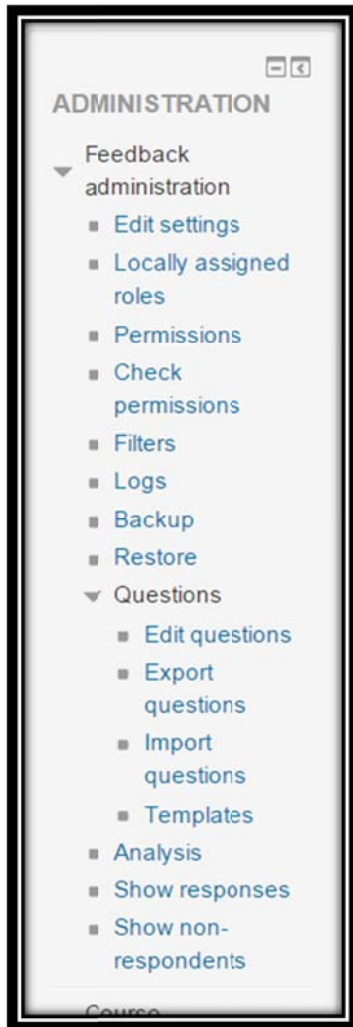 ADMINISTRATION
Feedback
administration
Edit settings
Locally assigned
roles
Permissions
Check
permissions
Filters
Logs
Backup
Restore
Questions
Edit questions
Export
questions
Import
questions
Templates
Analysis
Show responses
Show non-
respondents
Course